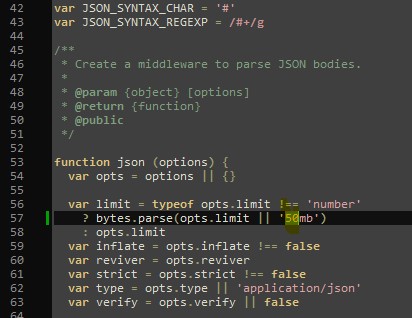 42 var JSON_SYNTAX_CHAR = '#'
43 var JSON_SYNTAX_REGEXP = /#+/g
44
45 /**
46  * Create a middleware to parse JSON bodies.
47  *
48  * @param {object} [options]
49  * @return {function}
50  * @public
51  */
52
53 function json (options) {
54   var opts = options || {}
55
56   var limit = typeof opts.limit !== 'number'
57     ? bytes.parse(opts.limit || '50mb')
58     : opts.limit
59   var inflate = opts.inflate !== false
60   var reviver = opts.reviver
61   var strict = opts.strict !== false
62   var type = opts.type || 'application/json'
63   var verify = opts.verify || false
64